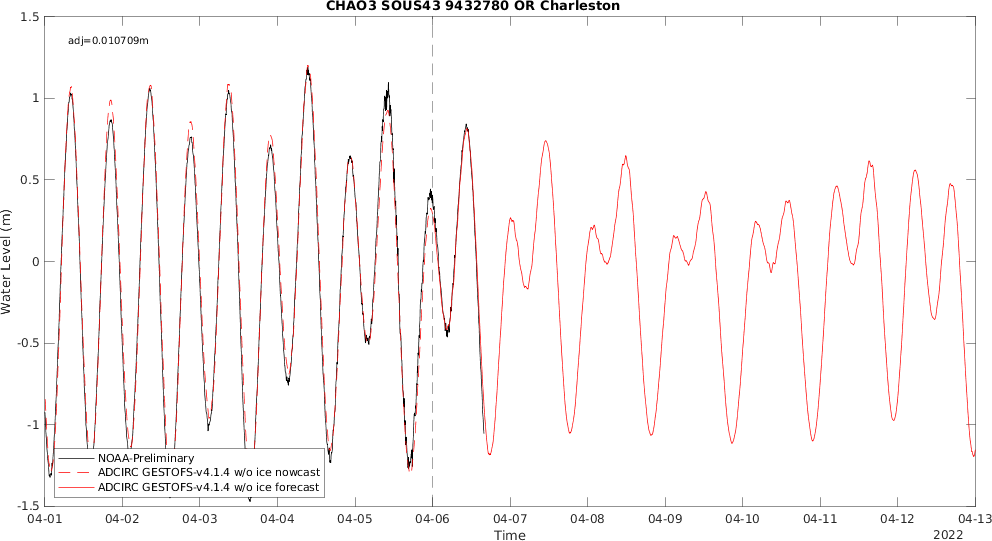 CHAO3 SOUS43 9432780 OR Charleston
adj=0.010709m
1.5
1
0.5
0
-0.5
-1
-1.5
Water Level (m)
NOAA-Preliminary
ADCIRC GESTOFS-v4.1.4 w/o ice nowcast
ADCIRC GESTOFS-v4.1.4 w/o ice forecast
04-01 04-02 04-03 04-04 04-05 04-06 04-07 04-08 04-09 04-10 04-11 04-12 04-13
Time
2022